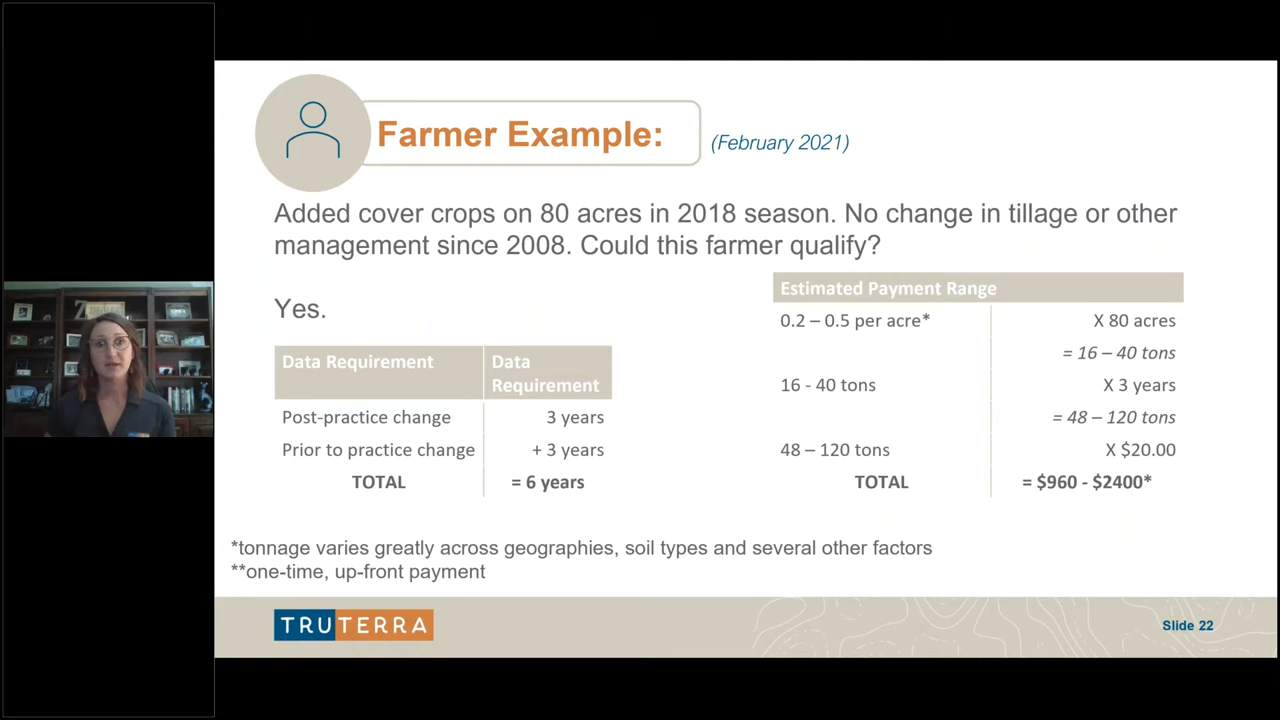 Farmer Example:
(February 2021)
Added cover crops on 80 acres in 2018 season. No change in tillage or other
management since 2008. Could this farmer qualify?
Yes.
Data Requirement Data
Requirement
Post-practice change 3 years
Prior to practice change + 3 years
TOTAL = 6 years
Estimated Payment Range
0.2 – 0.5 per acre* X 80 acres
= 16 – 40 tons
16 - 40 tons X 3 years
= 48 – 120 tons
48 – 120 tons X $20.00
TOTAL = $960 - $2400*
*tonnage varies greatly across geographies, soil types and several other factors
**one-time, up-front payment
TRUTERRA
Slide 22